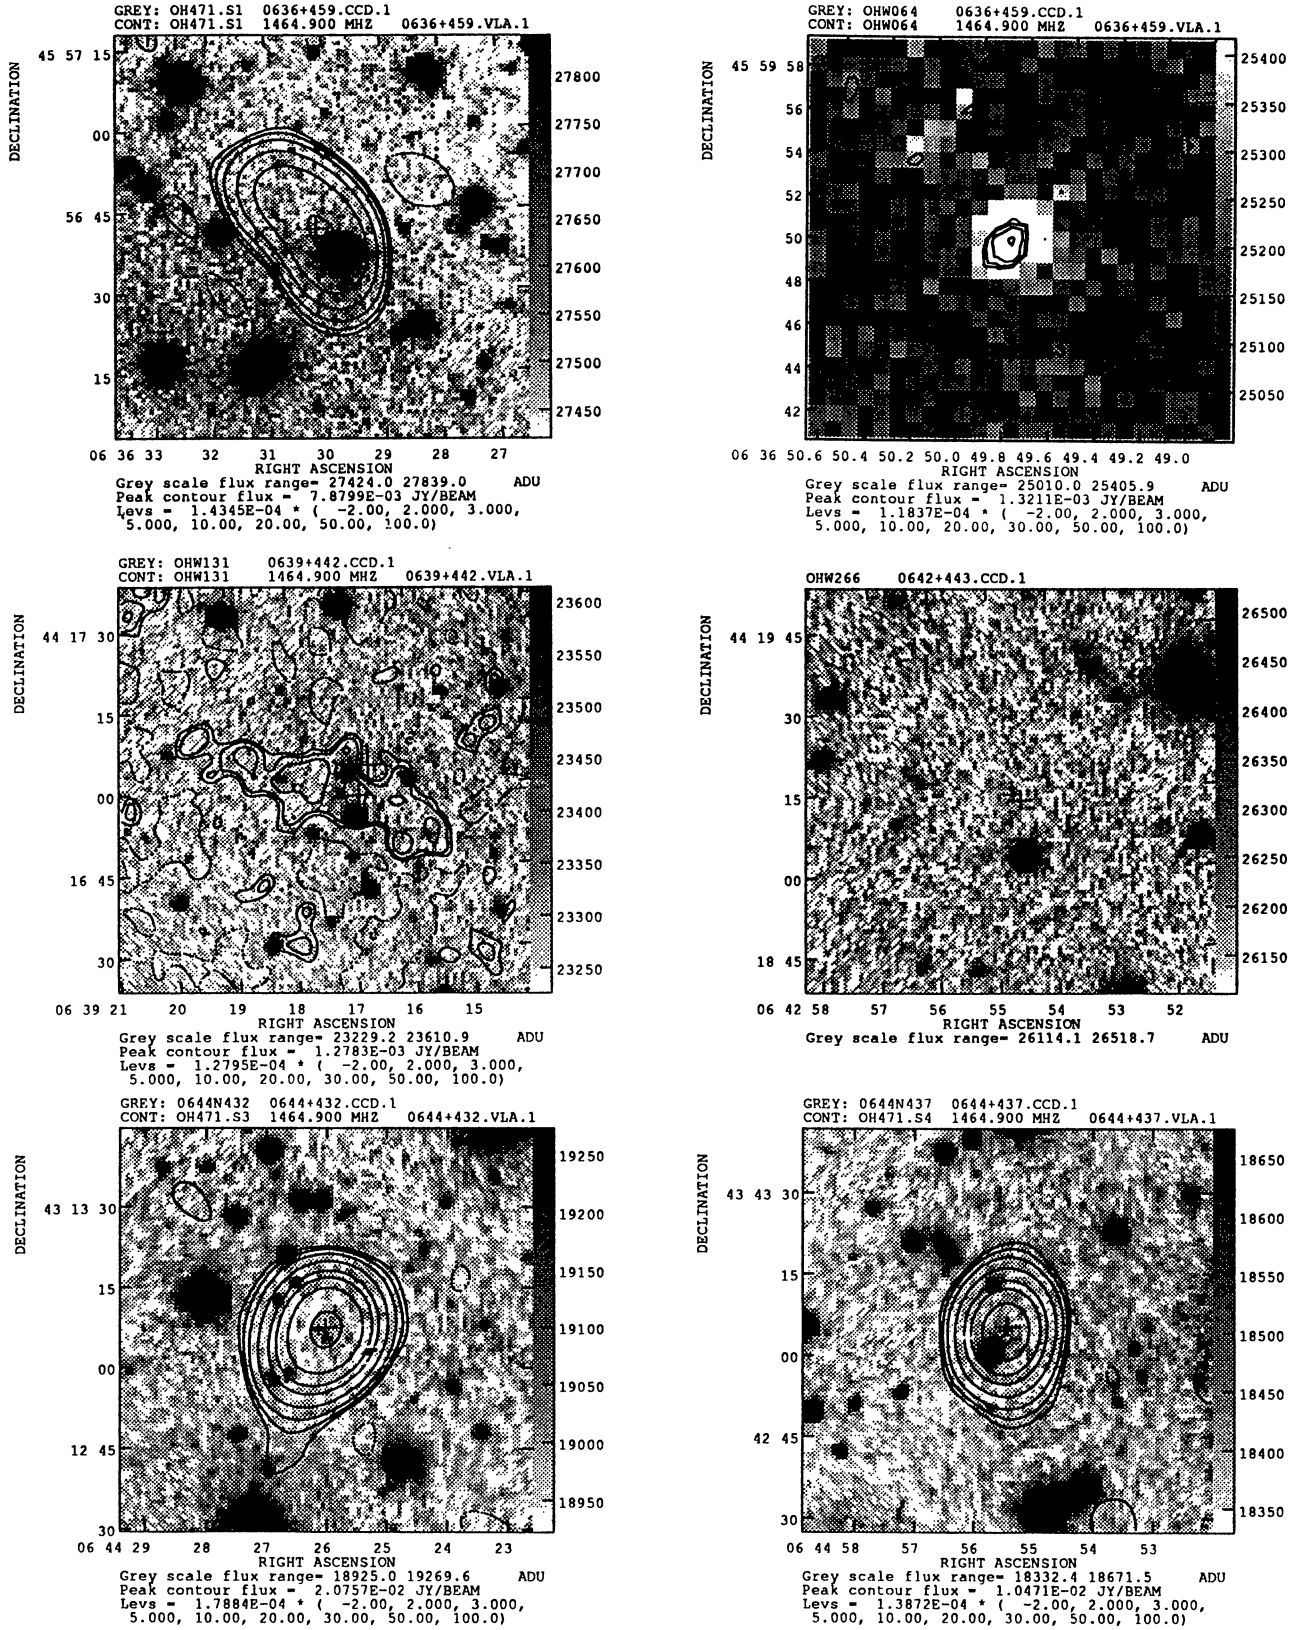 GREY: OH471.S1 0636+459.CCD.1
CONT: OH471.S1 1464.900 MHZ 0636+459.VLA.1
DECLINATION
45 57 15
00
56 45
30
15
27800
27750
27700
27650
27600
27550
27500
27450
06 36 33 32 31 30 29 28 27
RIGHT ASCENSION
Grey scale flux range= 27424.0 27839.0 ADU
Peak contour flux = 7.8799E-03 JY/BEAM
Levs = 1.4345E-04 * ( -2.00, 2.000, 3.000,
5.000, 10.00, 20.00, 50.00, 100.0)
GREY: OHW064 0636+459.CCD.1
CONT: OHW064 1464.900 MHZ 0636+459.VLA.1
DECLINATION
45 59 58
56
54
52
50
48
46
44
42
25400
25350
25300
25250
25200
25150
25100
25050
06 36 50.6 50.4 50.2 50.0 49.8 49.6 49.4 49.2 49.0
RIGHT ASCENSION
Grey scale flux range= 25010.0 25405.9 ADU
Peak contour flux = 1.3211E-03 JY/BEAM
Levs = 1.1837E-04 * ( -2.00, 2.000, 3.000,
5.000, 10.00, 20.00, 30.00, 50.00, 100.0)
GREY: OHW131 0639+442.CCD.1
CONT: OHW131 1464.900 MHZ 0639+442.VLA.1
DECLINATION
44 17 30
15
00
16 45
30
23600
23550
23500
23450
23400
23350
23300
23250
06 39 21 20 19 18 17 16 15
RIGHT ASCENSION
Grey scale flux range= 23229.2 23610.9 ADU
Peak contour flux = 1.2783E-03 JY/BEAM
Levs = 1.2795E-04 * ( -2.00, 2.000, 3.000,
5.000, 10.00, 20.00, 30.00, 50.00, 100.0)
OHW266 0642+443.CCD.1
DECLINATION
44 19 45
30
15
00
18 45
26500
26450
26400
26350
26300
26250
26200
26150
06 42 58 57 56 55 54 53 52
RIGHT ASCENSION
Grey scale flux range= 26114.1 26518.7 ADU
GREY: 0644N432 0644+432.CCD.1
CONT: OH471.S3 1464.900 MHZ 0644+432.VLA.1
DECLINATION
43 13 30
15
00
12 45
30
19250
19200
19150
19100
19050
19000
18950
06 44 29 28 27 26 25 24 23
RIGHT ASCENSION
Grey scale flux range= 18925.0 19269.6 ADU
Peak contour flux = 2.0757E-02 JY/BEAM
Levs = 1.7884E-04 * ( -2.00, 2.000, 3.000,
5.000, 10.00, 20.00, 30.00, 50.00, 100.0)
GREY: 0644N437 0644+437.CCD.1
CONT: OH471.S4 1464.900 MHZ 0644+437.VLA.1
DECLINATION
43 43 30
15
00
42 45
30
18650
18600
18550
18500
18450
18400
18350
06 44 58 57 56 55 54 53
RIGHT ASCENSION
Grey scale flux range= 18332.4 18671.5 ADU
Peak contour flux = 1.0471E-02 JY/BEAM
Levs = 1.3872E-04 * ( -2.00, 2.000, 3.000,
5.000, 10.00, 20.00, 30.00, 50.00, 100.0)